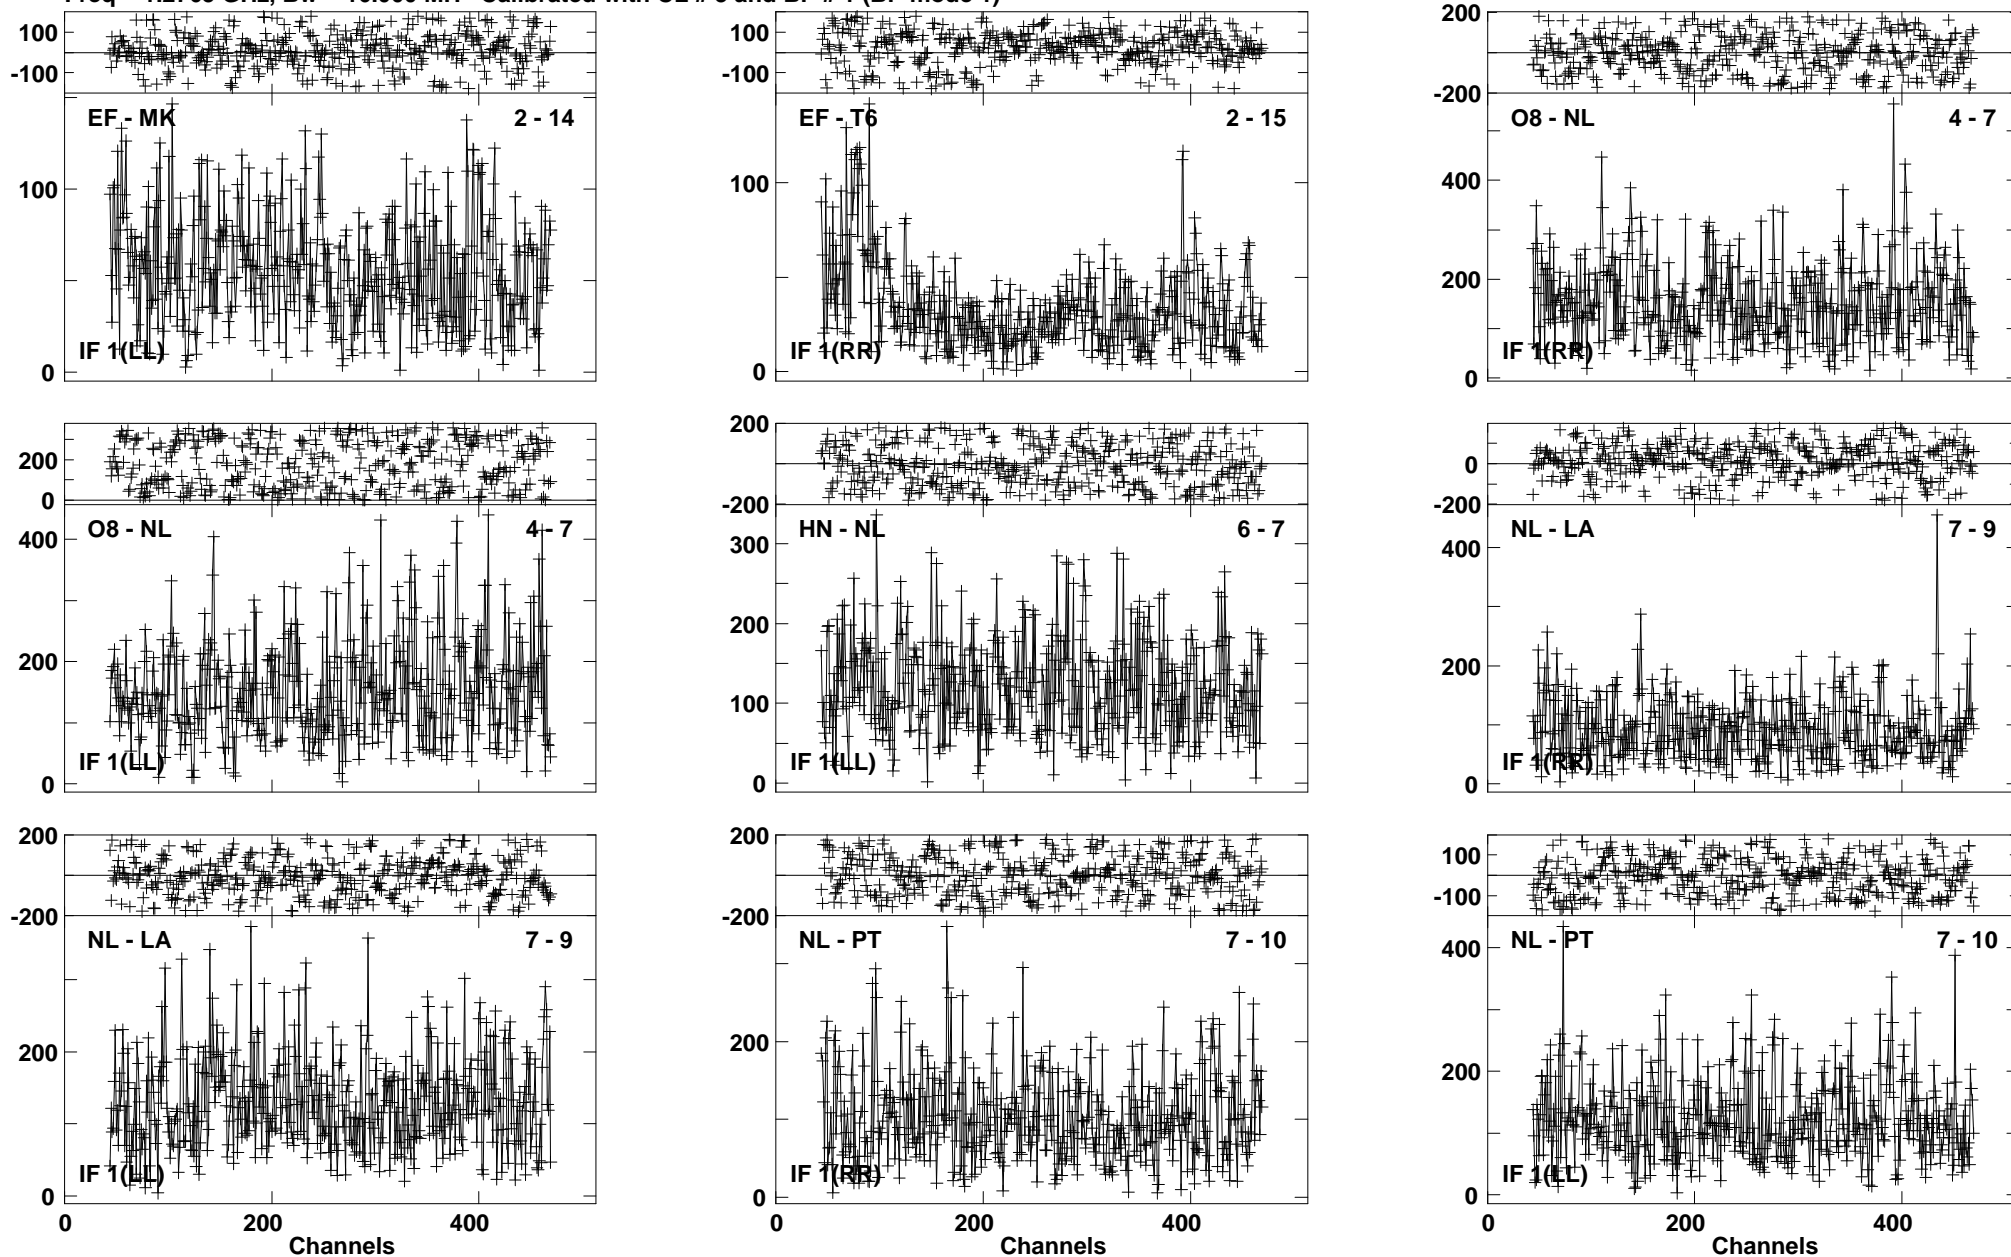 100
-100
EF - MK 2 - 14
100
0
IF 1(LL)
100
-100
EF - T6 2 - 15
100
0
IF 1(RR)
200
-200
O8 - NL 4 - 7
400
200
0
IF 1(RR)
200
0
O8 - NL 4 - 7
400
200
0
IF 1(LL)
200
-200
HN - NL 6 - 7
300
200
100
0
IF 1(LL)
0
-200
NL - LA 7 - 9
400
200
0
IF 1(RR)
200
-200
NL - LA 7 - 9
200
0
IF 1(LL)
0 200 400
Channels
200
-200
NL - PT 7 - 10
200
0
IF 1(RR)
0 200 400
Channels
100
-100
NL - PT 7 - 10
400
200
0
IF 1(LL)
0 200 400
Channels